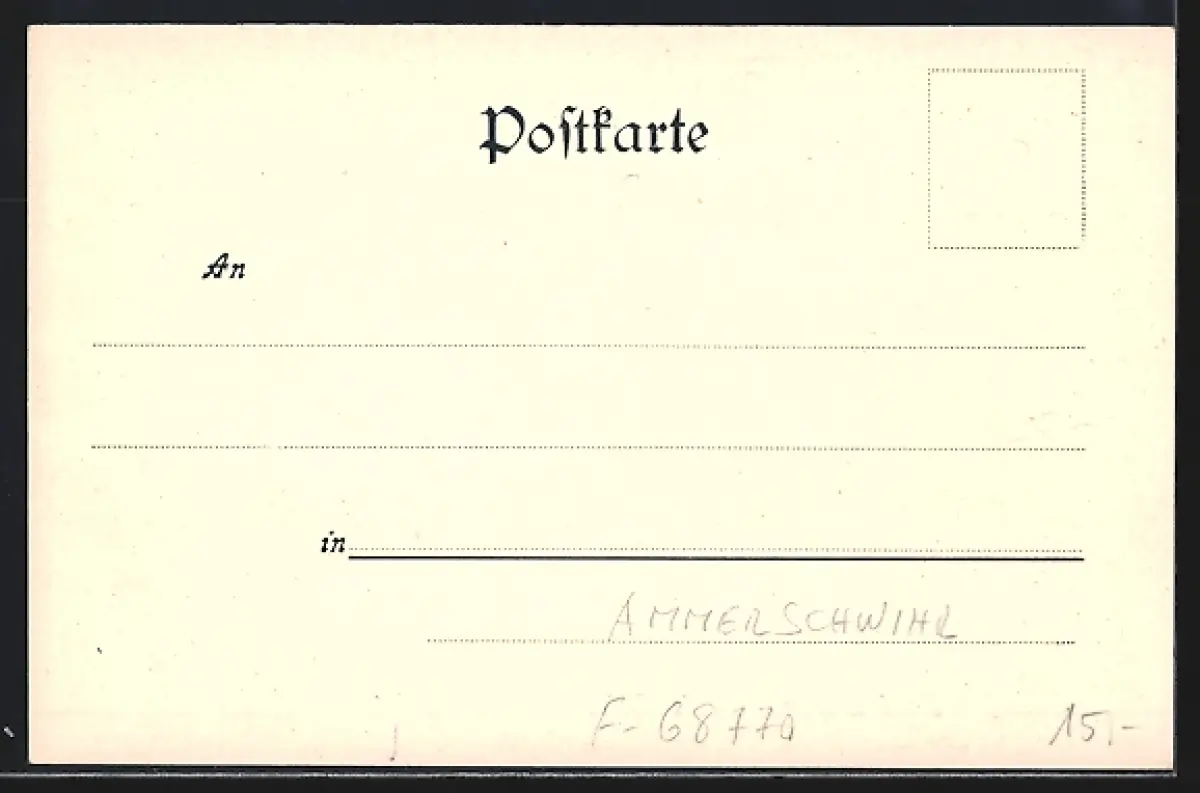 Poſtkarte
An
in
AMMERSCHWIHR
F-68770 15,-